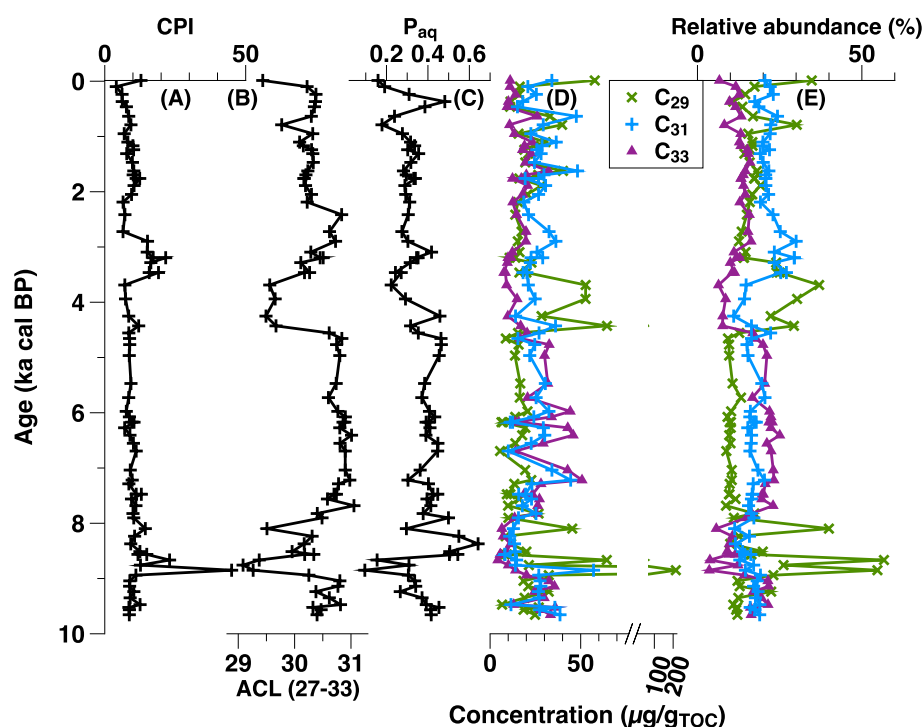 CPI
P_aq
Relative abundance (%)
0 50
0.2 0.4 0.6
0 50
(A) (B) (C) (D) (E)
C29
C31
C33
Age (ka cal BP)
0
2
4
6
8
10
29 30 31
ACL (27-33)
0 50 100 200
Concentration (µg/gTOC)